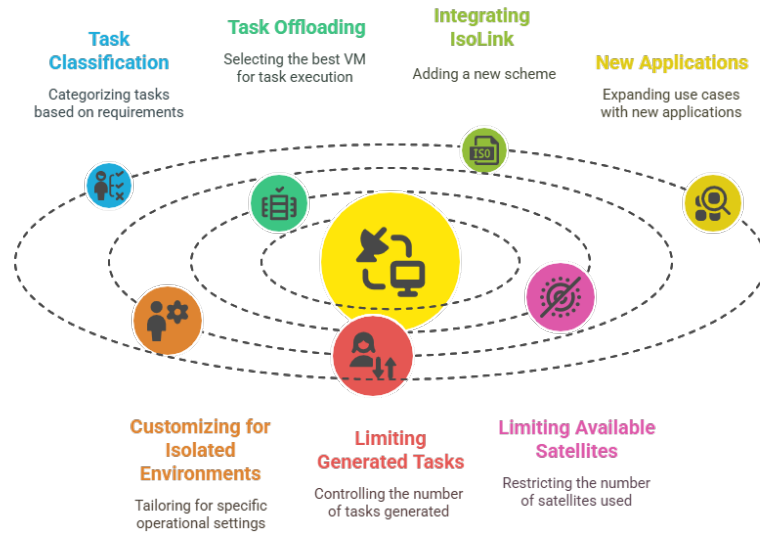 Task
Classification
Categorizing tasks
based on requirements
Task Offloading
Selecting the best VM
for task execution
Integrating
IsoLink
Adding a new scheme
New Applications
Expanding use cases
with new applications
ISO
Customizing for
Isolated
Environments
Tailoring for specific
operational settings
Limiting
Generated Tasks
Controlling the number
of tasks generated
Limiting Available
Satellites
Restricting the number
of satellites used